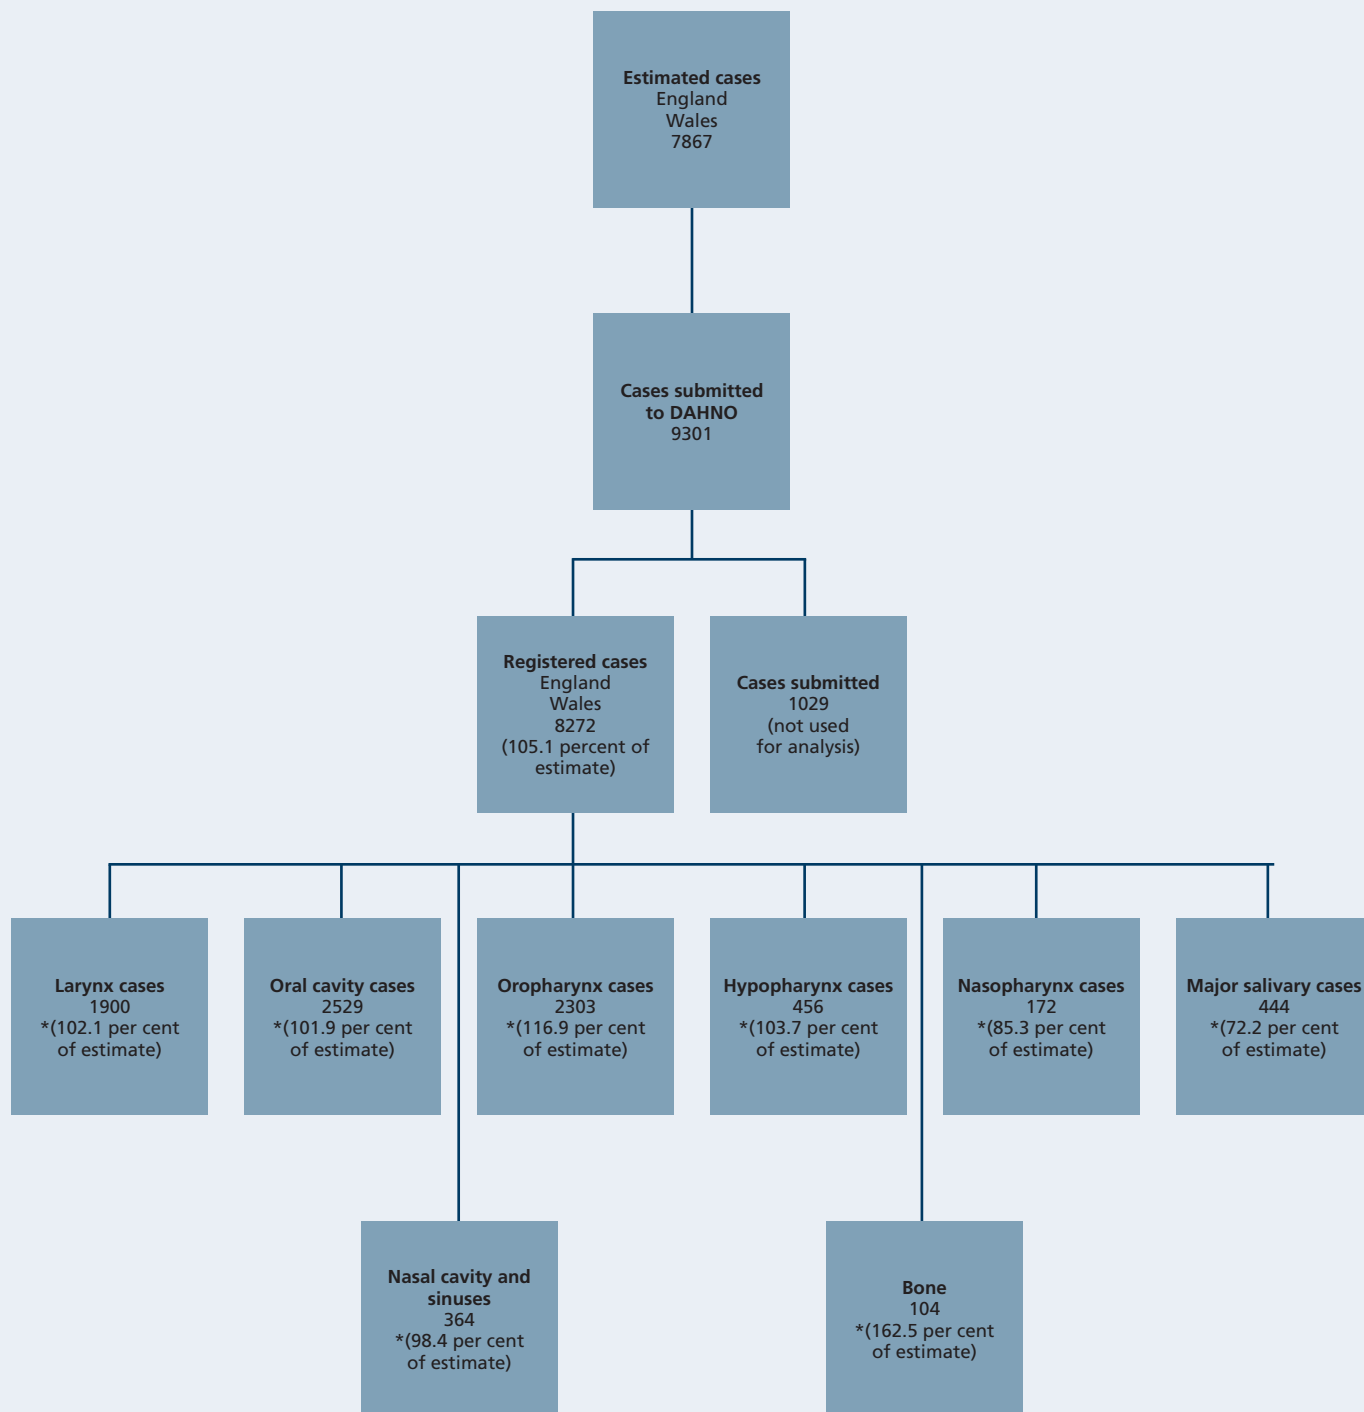 Estimated cases
England
Wales
7867
Cases submitted
to DAHNO
9301
Registered cases
England
Wales
8272
(105.1 percent of
estimate)
Cases submitted
1029
(not used
for analysis)
Larynx cases
1900
*(102.1 per cent
of estimate)
Oral cavity cases
2529
*(101.9 per cent
of estimate)
Oropharynx cases
2303
*(116.9 per cent
of estimate)
Hypopharynx cases
456
*(103.7 per cent
of estimate)
Nasopharynx cases
172
*(85.3 per cent
of estimate)
Major salivary cases
444
*(72.2 per cent
of estimate)
Nasal cavity and
sinuses
364
*(98.4 per cent
of estimate)
Bone
104
*(162.5 per cent
of estimate)